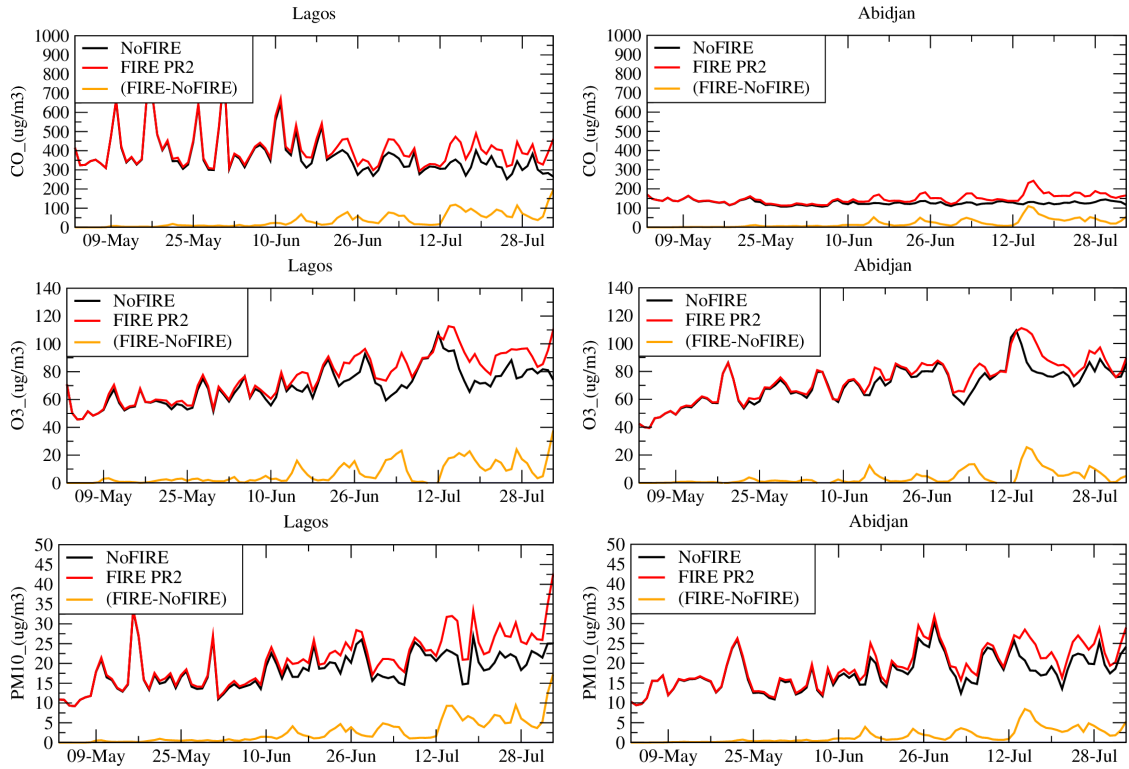 Lagos
1000
900
800
700
600
500
400
300
200
100
0
CO_(ug/m3)
NoFIRE
FIRE PR2
(FIRE-NoFIRE)
09-May 25-May 10-Jun 26-Jun 12-Jul 28-Jul
Abidjan
1000
900
800
700
600
500
400
300
200
100
0
CO_(ug/m3)
NoFIRE
FIRE PR2
(FIRE-NoFIRE)
09-May 25-May 10-Jun 26-Jun 12-Jul 28-Jul
Lagos
140
120
100
80
60
40
20
0
O3_(ug/m3)
NoFIRE
FIRE PR2
(FIRE-NoFIRE)
09-May 25-May 10-Jun 26-Jun 12-Jul 28-Jul
Abidjan
140
120
100
80
60
40
20
0
O3_(ug/m3)
NoFIRE
FIRE PR2
(FIRE-NoFIRE)
09-May 25-May 10-Jun 26-Jun 12-Jul 28-Jul
Lagos
50
45
40
35
30
25
20
15
10
5
0
PM10_(ug/m3)
NoFIRE
FIRE PR2
(FIRE-NoFIRE)
09-May 25-May 10-Jun 26-Jun 12-Jul 28-Jul
Abidjan
50
45
40
35
30
25
20
15
10
5
0
PM10_(ug/m3)
NoFIRE
FIRE PR2
(FIRE-NoFIRE)
09-May 25-May 10-Jun 26-Jun 12-Jul 28-Jul